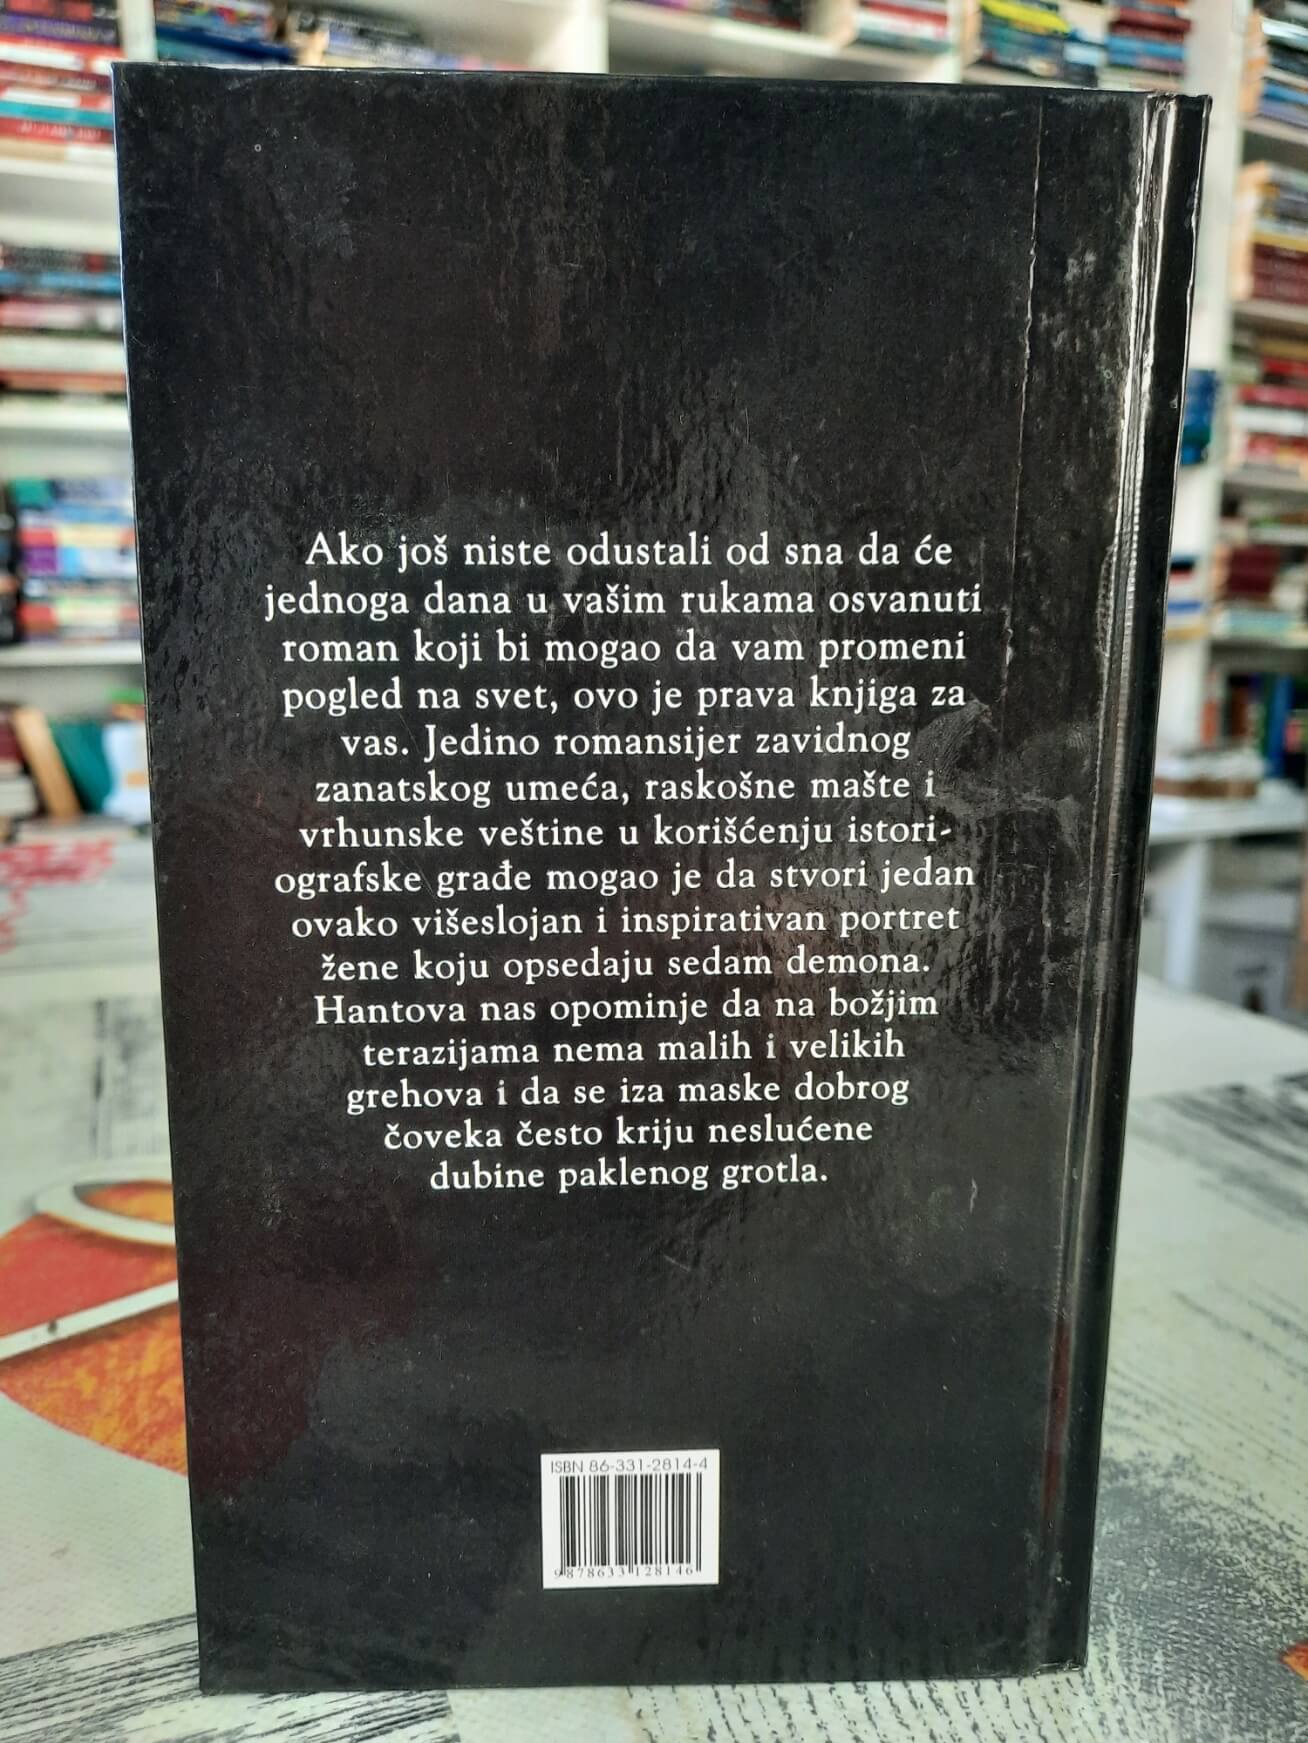 Ako još niste odustali od sna da će
jednoga dana u vašim rukama osvanuti
roman koji bi mogao da vam promeni
pogled na svet, ovo je prava knjiga za
vas. Jedino romansijer zavidnog
zanatskog umeća, raskošne mašte i
vrhunske veštine u korišćenju istori-
ografske građe mogao je da stvori jedan
ovako višeslojan i inspirativan portret
žene koju opsedaju sedam demona.
Hantova nas opominje da na božjim
terazijama nema malih i velikih
grehova i da se iza maske dobrog
čoveka često kriju neslućene
dubine paklenog grotla.
ISBN 86-331-2814-4
9 788633 128146